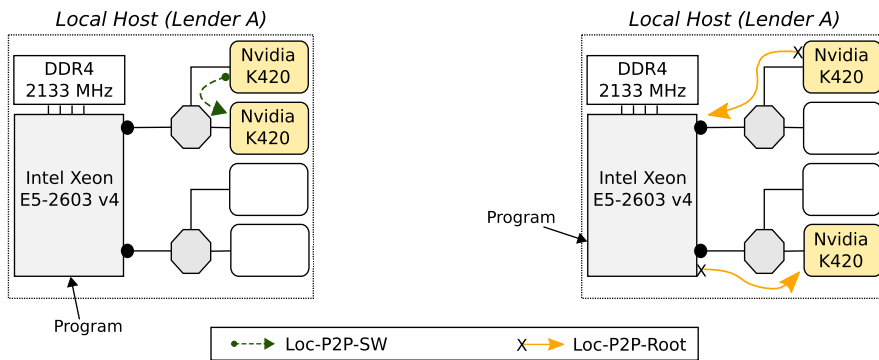 Local Host (Lender A)
Nvidia
K420
DDR4
2133 MHz
Nvidia
K420
Intel Xeon
E5-2603 v4
Program
Local Host (Lender A)
Nvidia
K420
DDR4
2133 MHz
Intel Xeon
E5-2603 v4
Program
Nvidia
K420
X
X
Loc-P2P-SW
X
Loc-P2P-Root